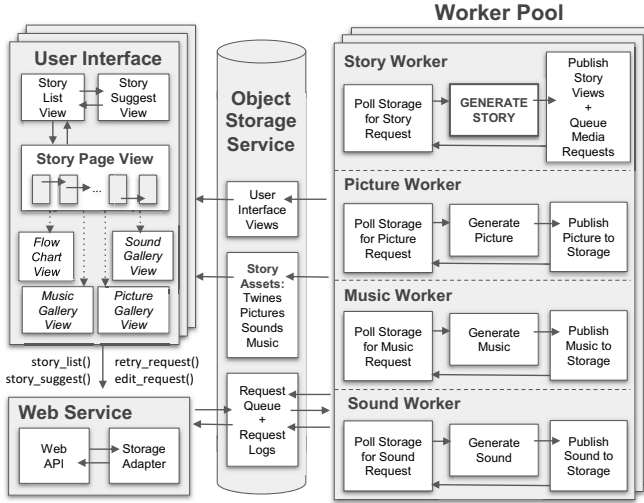 Worker Pool
User Interface
Story
List
View
Story
Suggest
View
Story Page View
...
Flow
Chart
View
Sound
Gallery
View
Music
Gallery
View
Picture
Gallery
View
story_list()
retry_request()
story_suggest()
edit_request()
Web Service
Web
API
Storage
Adapter
Object
Storage
Service
User
Interface
Views
Story
Assets:
Twines
Pictures
Sounds
Music
Request
Queue
+
Request
Logs
Story Worker
Poll Storage
for Story
Request
GENERATE
STORY
Publish
Story
Views
+
Queue
Media
Requests
Picture Worker
Poll Storage
for Picture
Request
Generate
Picture
Publish
Picture to
Storage
Music Worker
Poll Storage
for Music
Request
Generate
Music
Publish
Music to
Storage
Sound Worker
Poll Storage
for Sound
Request
Generate
Sound
Publish
Sound to
Storage